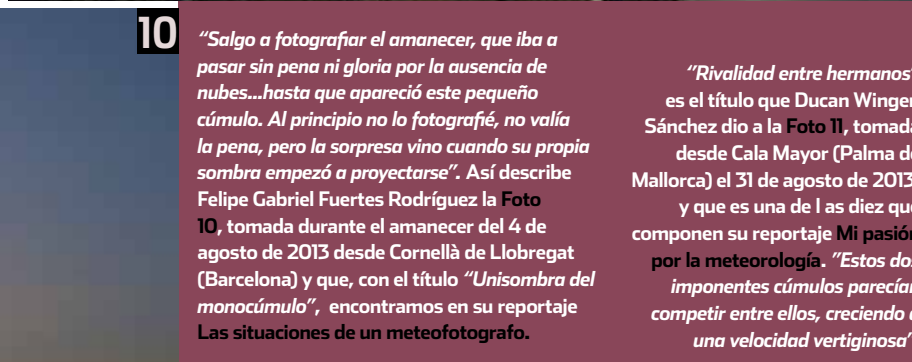 10
“Salgo a fotografiar el amanecer, que iba a
pasar sin pena ni gloria por la ausencia de
nubes...hasta que apareció este pequeño
cúmulo. Al principio no lo fotografié, no valía
la pena, pero la sorpresa vino cuando su propia
sombra empezó a proyectarse”. Así describe
Felipe Gabriel Fuertes Rodríguez la Foto
10, tomada durante el amanecer del 4 de
agosto de 2013 desde Cornellà de Llobregat
(Barcelona) y que, con el título “Unisombra del
monocúmulo”, encontramos en su reportaje
Las situaciones de un meteofotografo.
“Rivalidad entre hermanos”
es el título que Ducan Winger
Sánchez dio a la Foto 11, tomada
desde Cala Mayor (Palma de
Mallorca) el 31 de agosto de 2013
y que es una de l as diez que
componen su reportaje Mi pasión
por la meteorología. “Estos dos
imponentes cúmulos parecían
competir entre ellos, creciendo a
una velocidad vertiginosa”